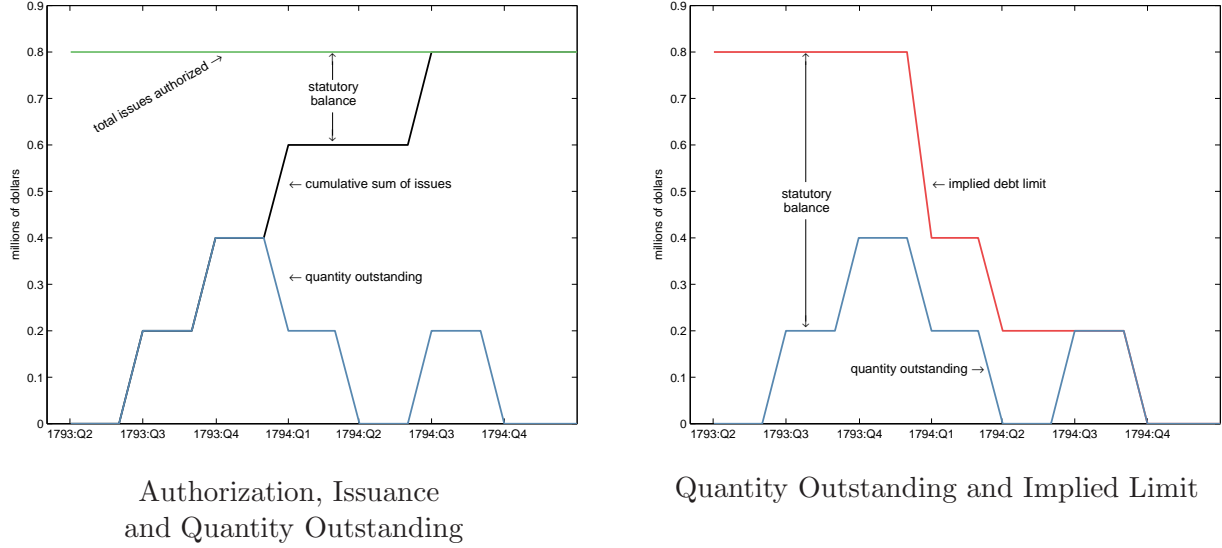 0.9
0.8
0.7
0.6
0.5
0.4
0.3
0.2
0.1
0
millions of dollars
total issues authorized →
statutory
balance
← cumulative sum of issues
← quantity outstanding
1793:Q2 1793:Q3 1793:Q4 1794:Q1 1794:Q2 1794:Q3 1794:Q4
Authorization, Issuance
and Quantity Outstanding
0.9
0.8
0.7
0.6
0.5
0.4
0.3
0.2
0.1
0
millions of dollars
statutory
balance
← implied debt limit
quantity outstanding →
1793:Q2 1793:Q3 1793:Q4 1794:Q1 1794:Q2 1794:Q3 1794:Q4
Quantity Outstanding and Implied Limit